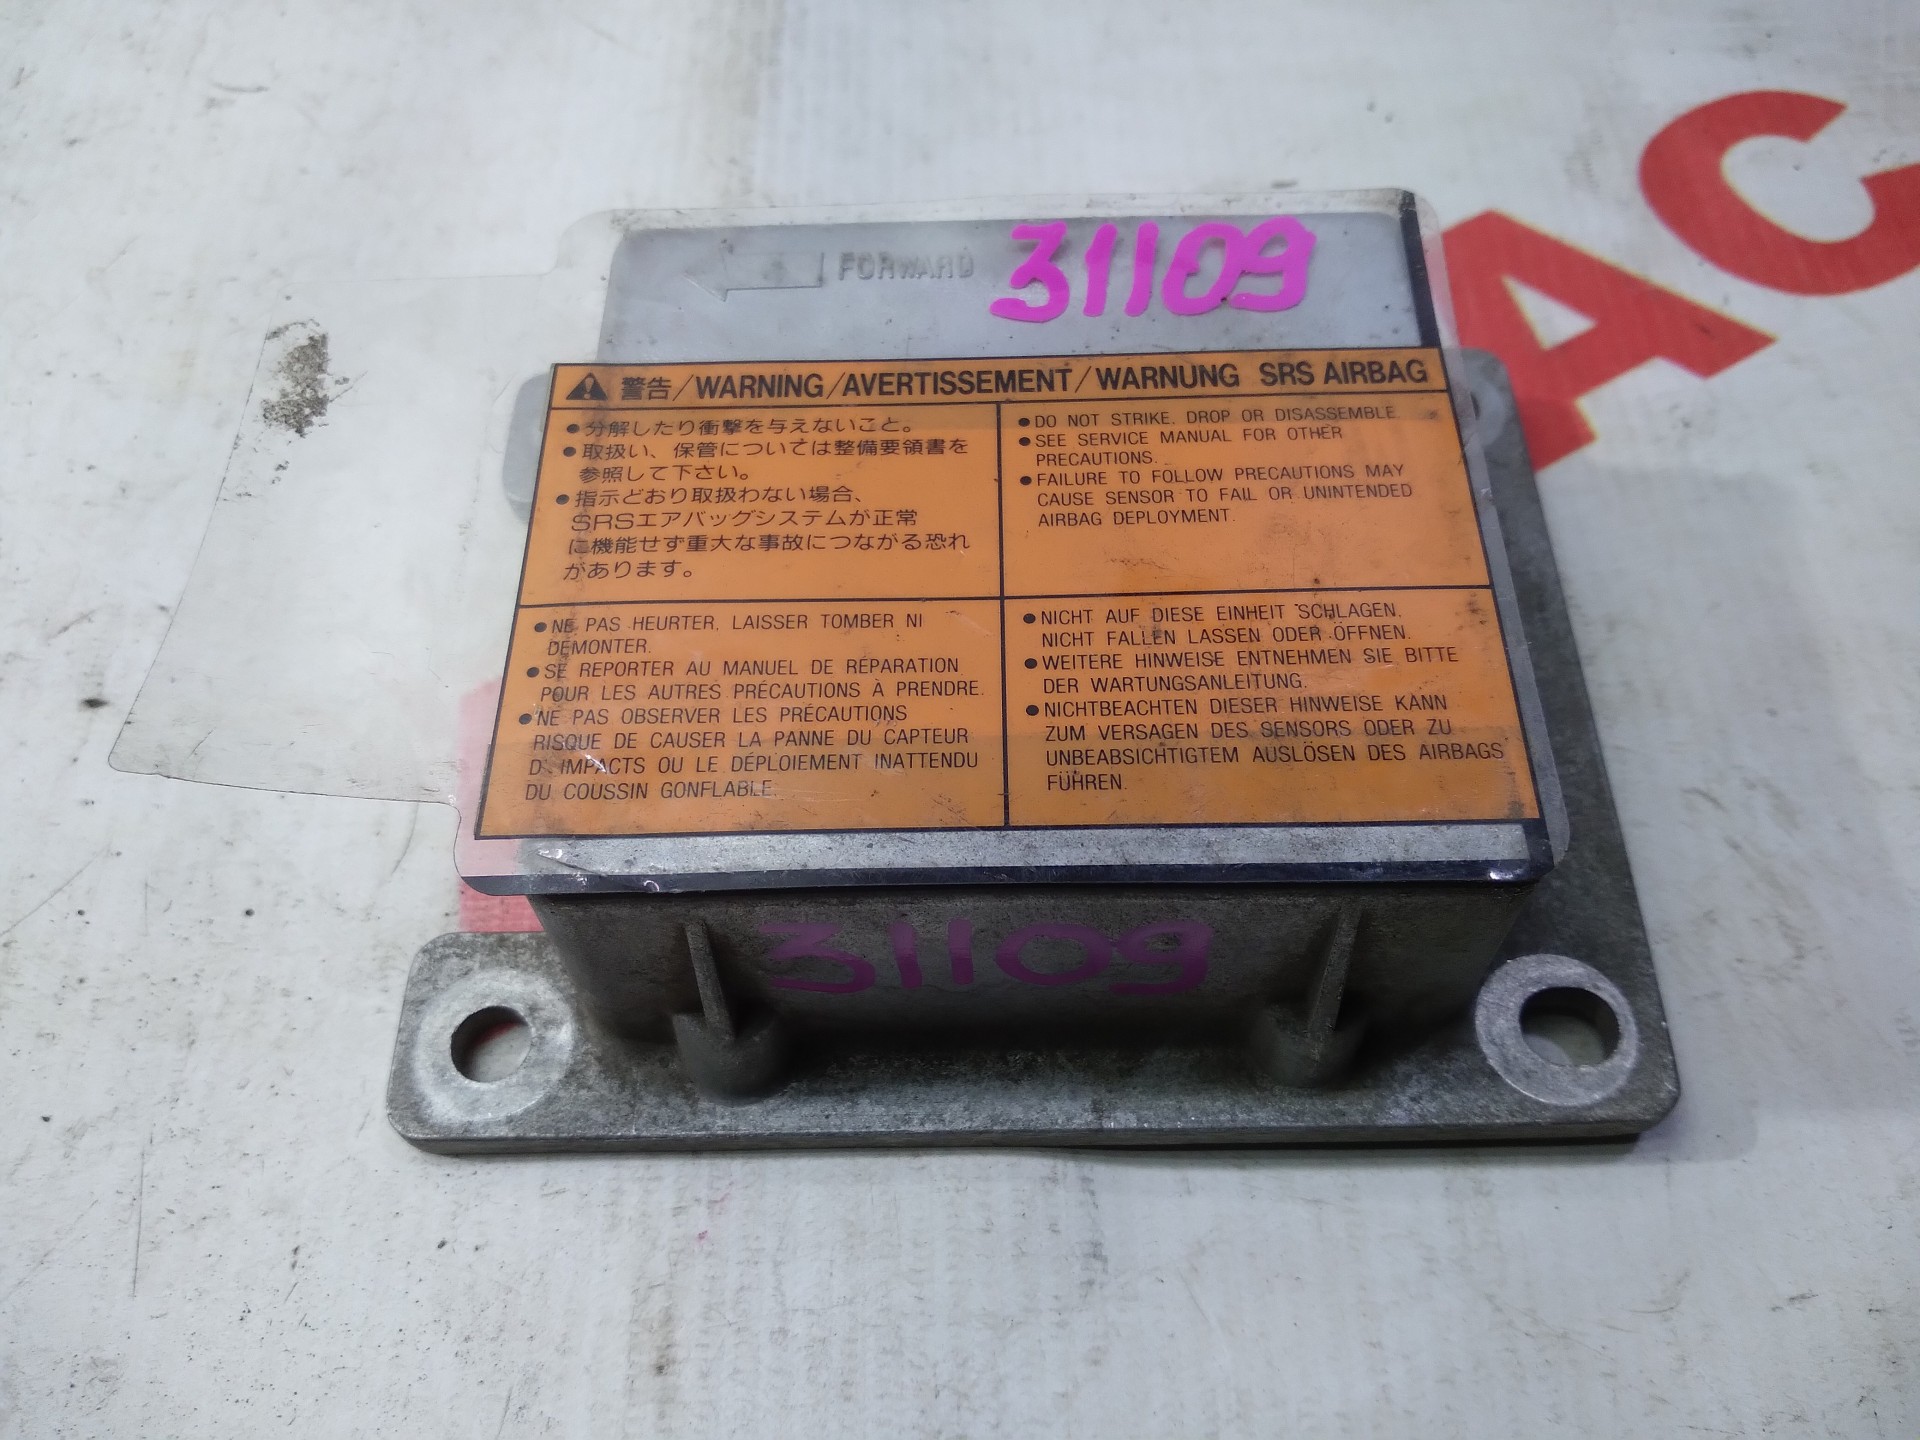 FORWARD
31109
警告/WARNING/AVERTISSEMENT/WARNUNG SRS AIRBAG
● 分解したり衝撃を与えないこと。
● 取扱い、保管については整備要領書を
参照して下さい。
● 指示どおり取扱わない場合、
SRSエアバッグシステムが正常
に機能せず重大な事故につながる恐れ
があります。
● DO NOT STRIKE, DROP OR DISASSEMBLE.
● SEE SERVICE MANUAL FOR OTHER
PRECAUTIONS.
● FAILURE TO FOLLOW PRECAUTIONS MAY
CAUSE SENSOR TO FAIL OR UNINTENDED
AIRBAG DEPLOYMENT.
● NE PAS HEURTER, LAISSER TOMBER NI
DÉMONTER.
● SE REPORTER AU MANUEL DE RÉPARATION
POUR LES AUTRES PRÉCAUTIONS À PRENDRE.
● NE PAS OBSERVER LES PRÉCAUTIONS
RISQUE DE CAUSER LA PANNE DU CAPTEUR
D'IMPACTS OU LE DÉPLOIEMENT INATTENDU
DU COUSSIN GONFLABLE.
● NICHT AUF DIESE EINHEIT SCHLAGEN,
NICHT FALLEN LASSEN ODER ÖFFNEN.
● WEITERE HINWEISE ENTNEHMEN SIE BITTE
DER WARTUNGSANLEITUNG.
● NICHTBEACHTEN DIESER HINWEISE KANN
ZUM VERSAGEN DES SENSORS ODER ZU
UNBEABSICHTIGTEM AUSLÖSEN DES AIRBAGS
FÜHREN.
31109
AC